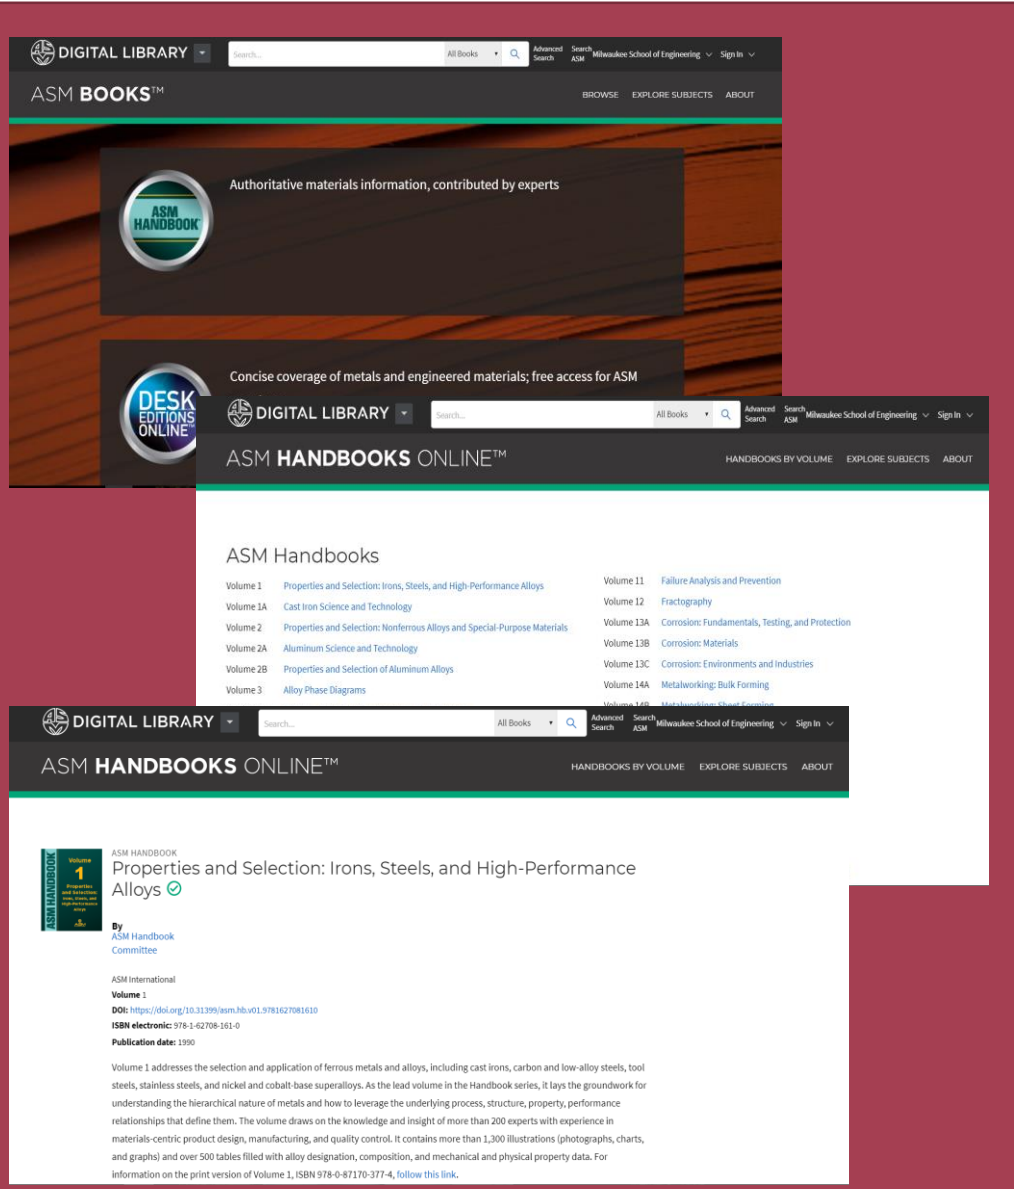 DIGITAL LIBRARY
Search...
All Books
Advanced Search
Search ASM
Milwaukee School of Engineering
Sign In
ASM BOOKS™
BROWSE EXPLORE SUBJECTS ABOUT
ASM HANDBOOK
Authoritative materials information, contributed by experts
DESK EDITIONS ONLINE™
Concise coverage of metals and engineered materials; free access for ASM
DIGITAL LIBRARY
Search...
All Books
Advanced Search
Search ASM
Milwaukee School of Engineering
Sign In
ASM HANDBOOKS ONLINE™
HANDBOOKS BY VOLUME EXPLORE SUBJECTS ABOUT
ASM Handbooks
Volume 1 Properties and Selection: Irons, Steels, and High-Performance Alloys
Volume 1A Cast Iron Science and Technology
Volume 2 Properties and Selection: Nonferrous Alloys and Special-Purpose Materials
Volume 2A Aluminum Science and Technology
Volume 2B Properties and Selection of Aluminum Alloys
Volume 3 Alloy Phase Diagrams
Volume 11 Failure Analysis and Prevention
Volume 12 Fractography
Volume 13A Corrosion: Fundamentals, Testing, and Protection
Volume 13B Corrosion: Materials
Volume 13C Corrosion: Environments and Industries
Volume 14A Metalworking: Bulk Forming
Volume 14B Metalworking: Sheet Forming
DIGITAL LIBRARY
Search...
All Books
Advanced Search
Search ASM
Milwaukee School of Engineering
Sign In
ASM HANDBOOKS ONLINE™
HANDBOOKS BY VOLUME EXPLORE SUBJECTS ABOUT
ASM HANDBOOK
Volume
1
Properties
and Selection:
Irons, Steels, and
High-Performance
Alloys
ASM HANDBOOK
Properties and Selection: Irons, Steels, and High-Performance
Alloys
By
ASM Handbook
Committee
ASM International
Volume 1
DOI: https://doi.org/10.31399/asm.hb.v01.9781627081610
ISBN electronic: 978-1-62708-161-0
Publication date: 1990
Volume 1 addresses the selection and application of ferrous metals and alloys, including cast irons, carbon and low-alloy steels, tool
steels, stainless steels, and nickel and cobalt-base superalloys. As the lead volume in the Handbook series, it lays the groundwork for
understanding the hierarchical nature of metals and how to leverage the underlying process, structure, property, performance
relationships that define them. The volume draws on the knowledge and insight of more than 200 experts with experience in
materials-centric product design, manufacturing, and quality control. It contains more than 1,300 illustrations (photographs, charts,
and graphs) and over 500 tables filled with alloy designation, composition, and mechanical and physical property data. For
information on the print version of Volume 1, ISBN 978-0-87170-377-4, follow this link.